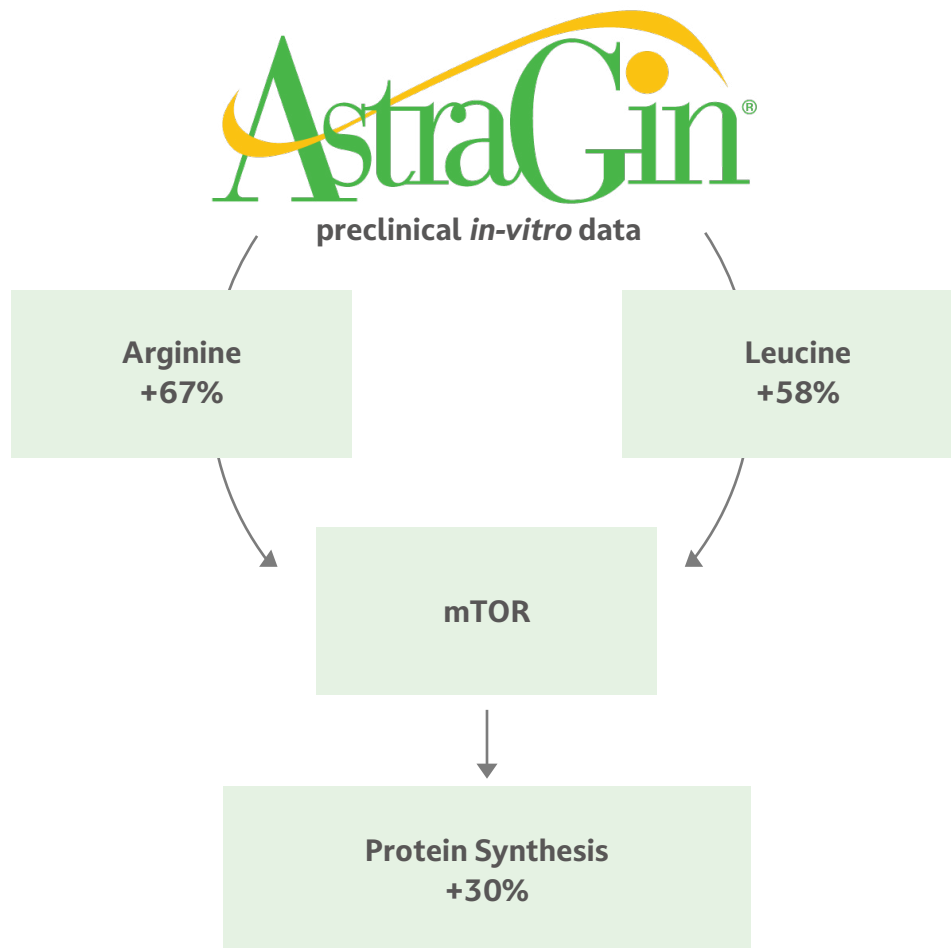 AstraGin®
preclinical in-vitro data
Arginine
+67%
Leucine
+58%
mTOR
Protein Synthesis
+30%